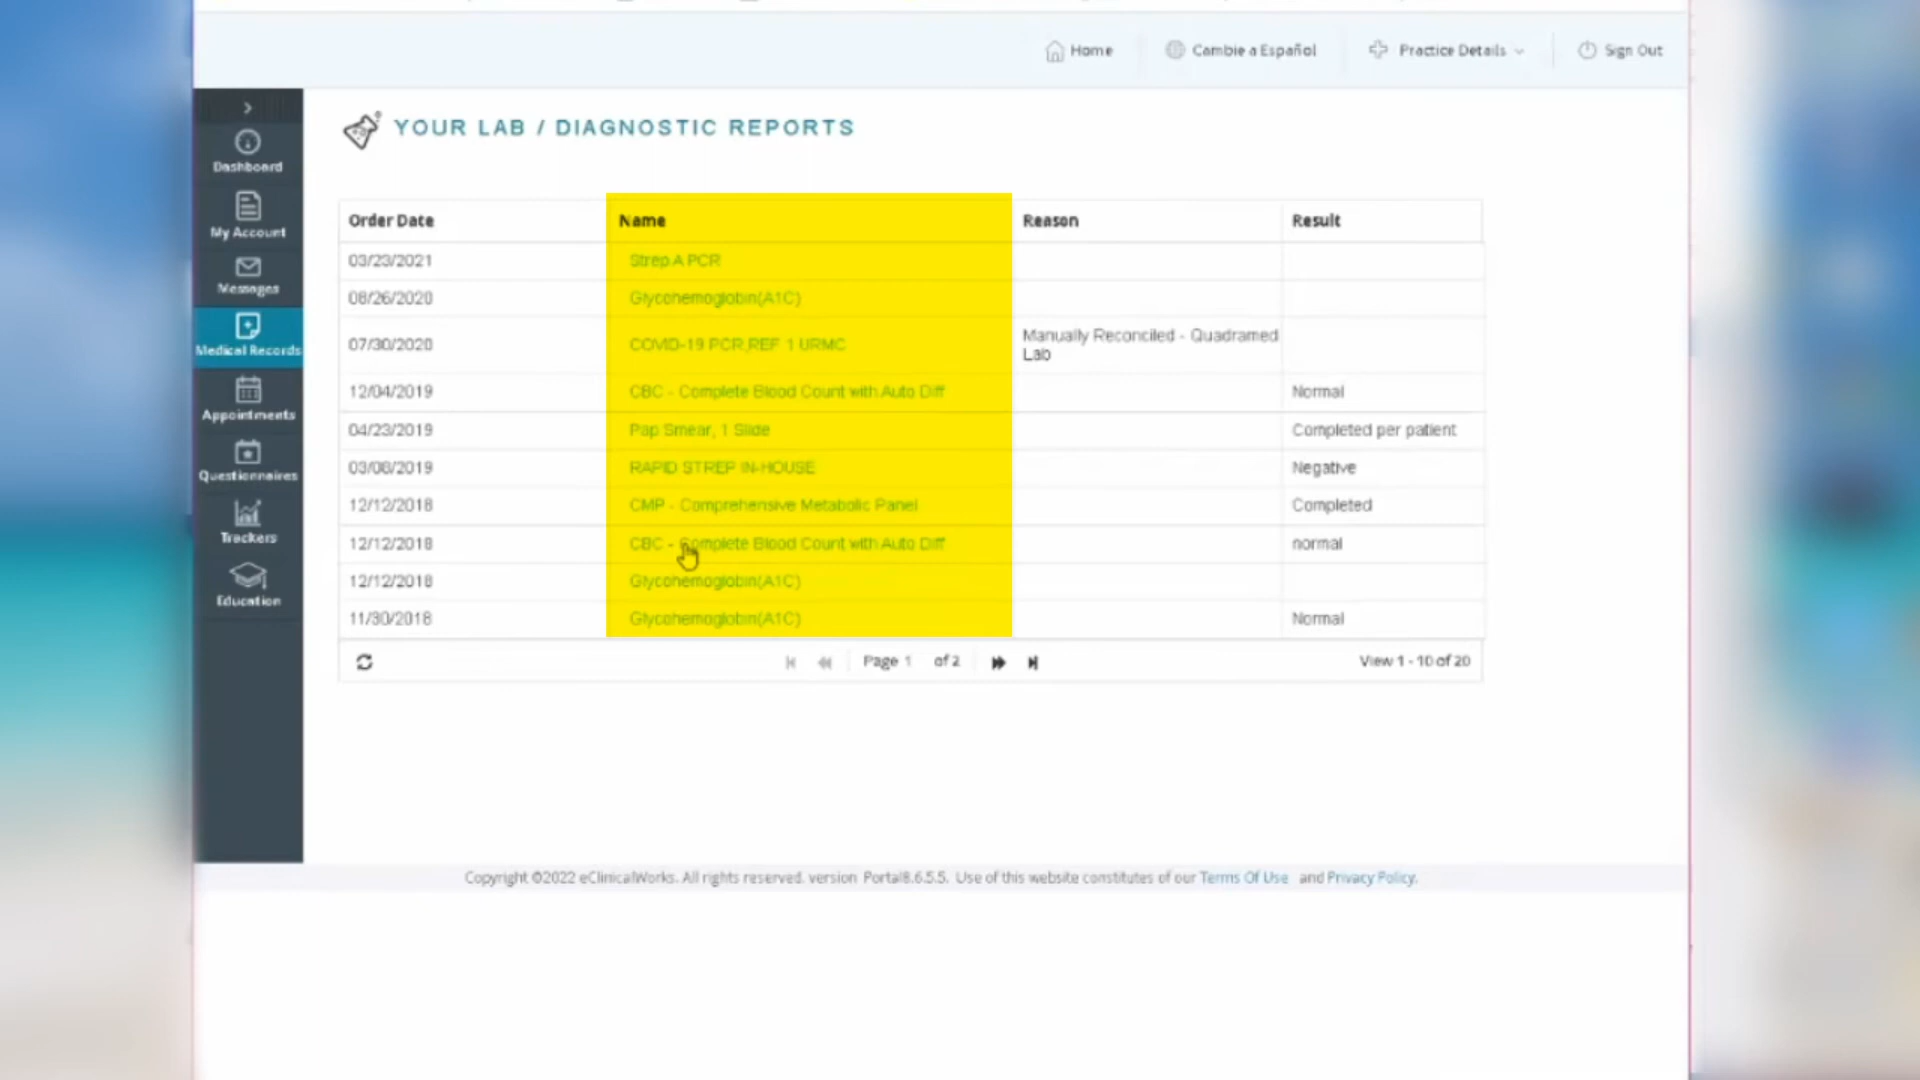 Home
Cambie a Español
Practice Details
Sign Out
YOUR LAB / DIAGNOSTIC REPORTS
Dashboard
My Account
Messages
Medical Records
Appointments
Questionnaires
Trackers
Education
Order Date Name Reason Result
03/23/2021 Strep A PCR
08/26/2020 Glycohemoglobin(A1C)
07/30/2020 COVID-19 PCR,REF 1 URMC Manually Reconciled - Quadramed
Lab
12/04/2019 CBC - Complete Blood Count with Auto Diff Normal
04/23/2019 Pap Smear, 1 Slide Completed per patient
03/08/2019 RAPID STREP IN-HOUSE Negative
12/12/2018 CMP - Comprehensive Metabolic Panel Completed
12/12/2018 CBC - Complete Blood Count with Auto Diff normal
12/12/2018 Glycohemoglobin(A1C)
11/30/2018 Glycohemoglobin(A1C) Normal
Page 1 of 2 View 1 - 10 of 20
Copyright ©2022 eClinicalWorks. All rights reserved. version Portal8.6.5.5. Use of this website constitutes of our Terms Of Use and Privacy Policy.